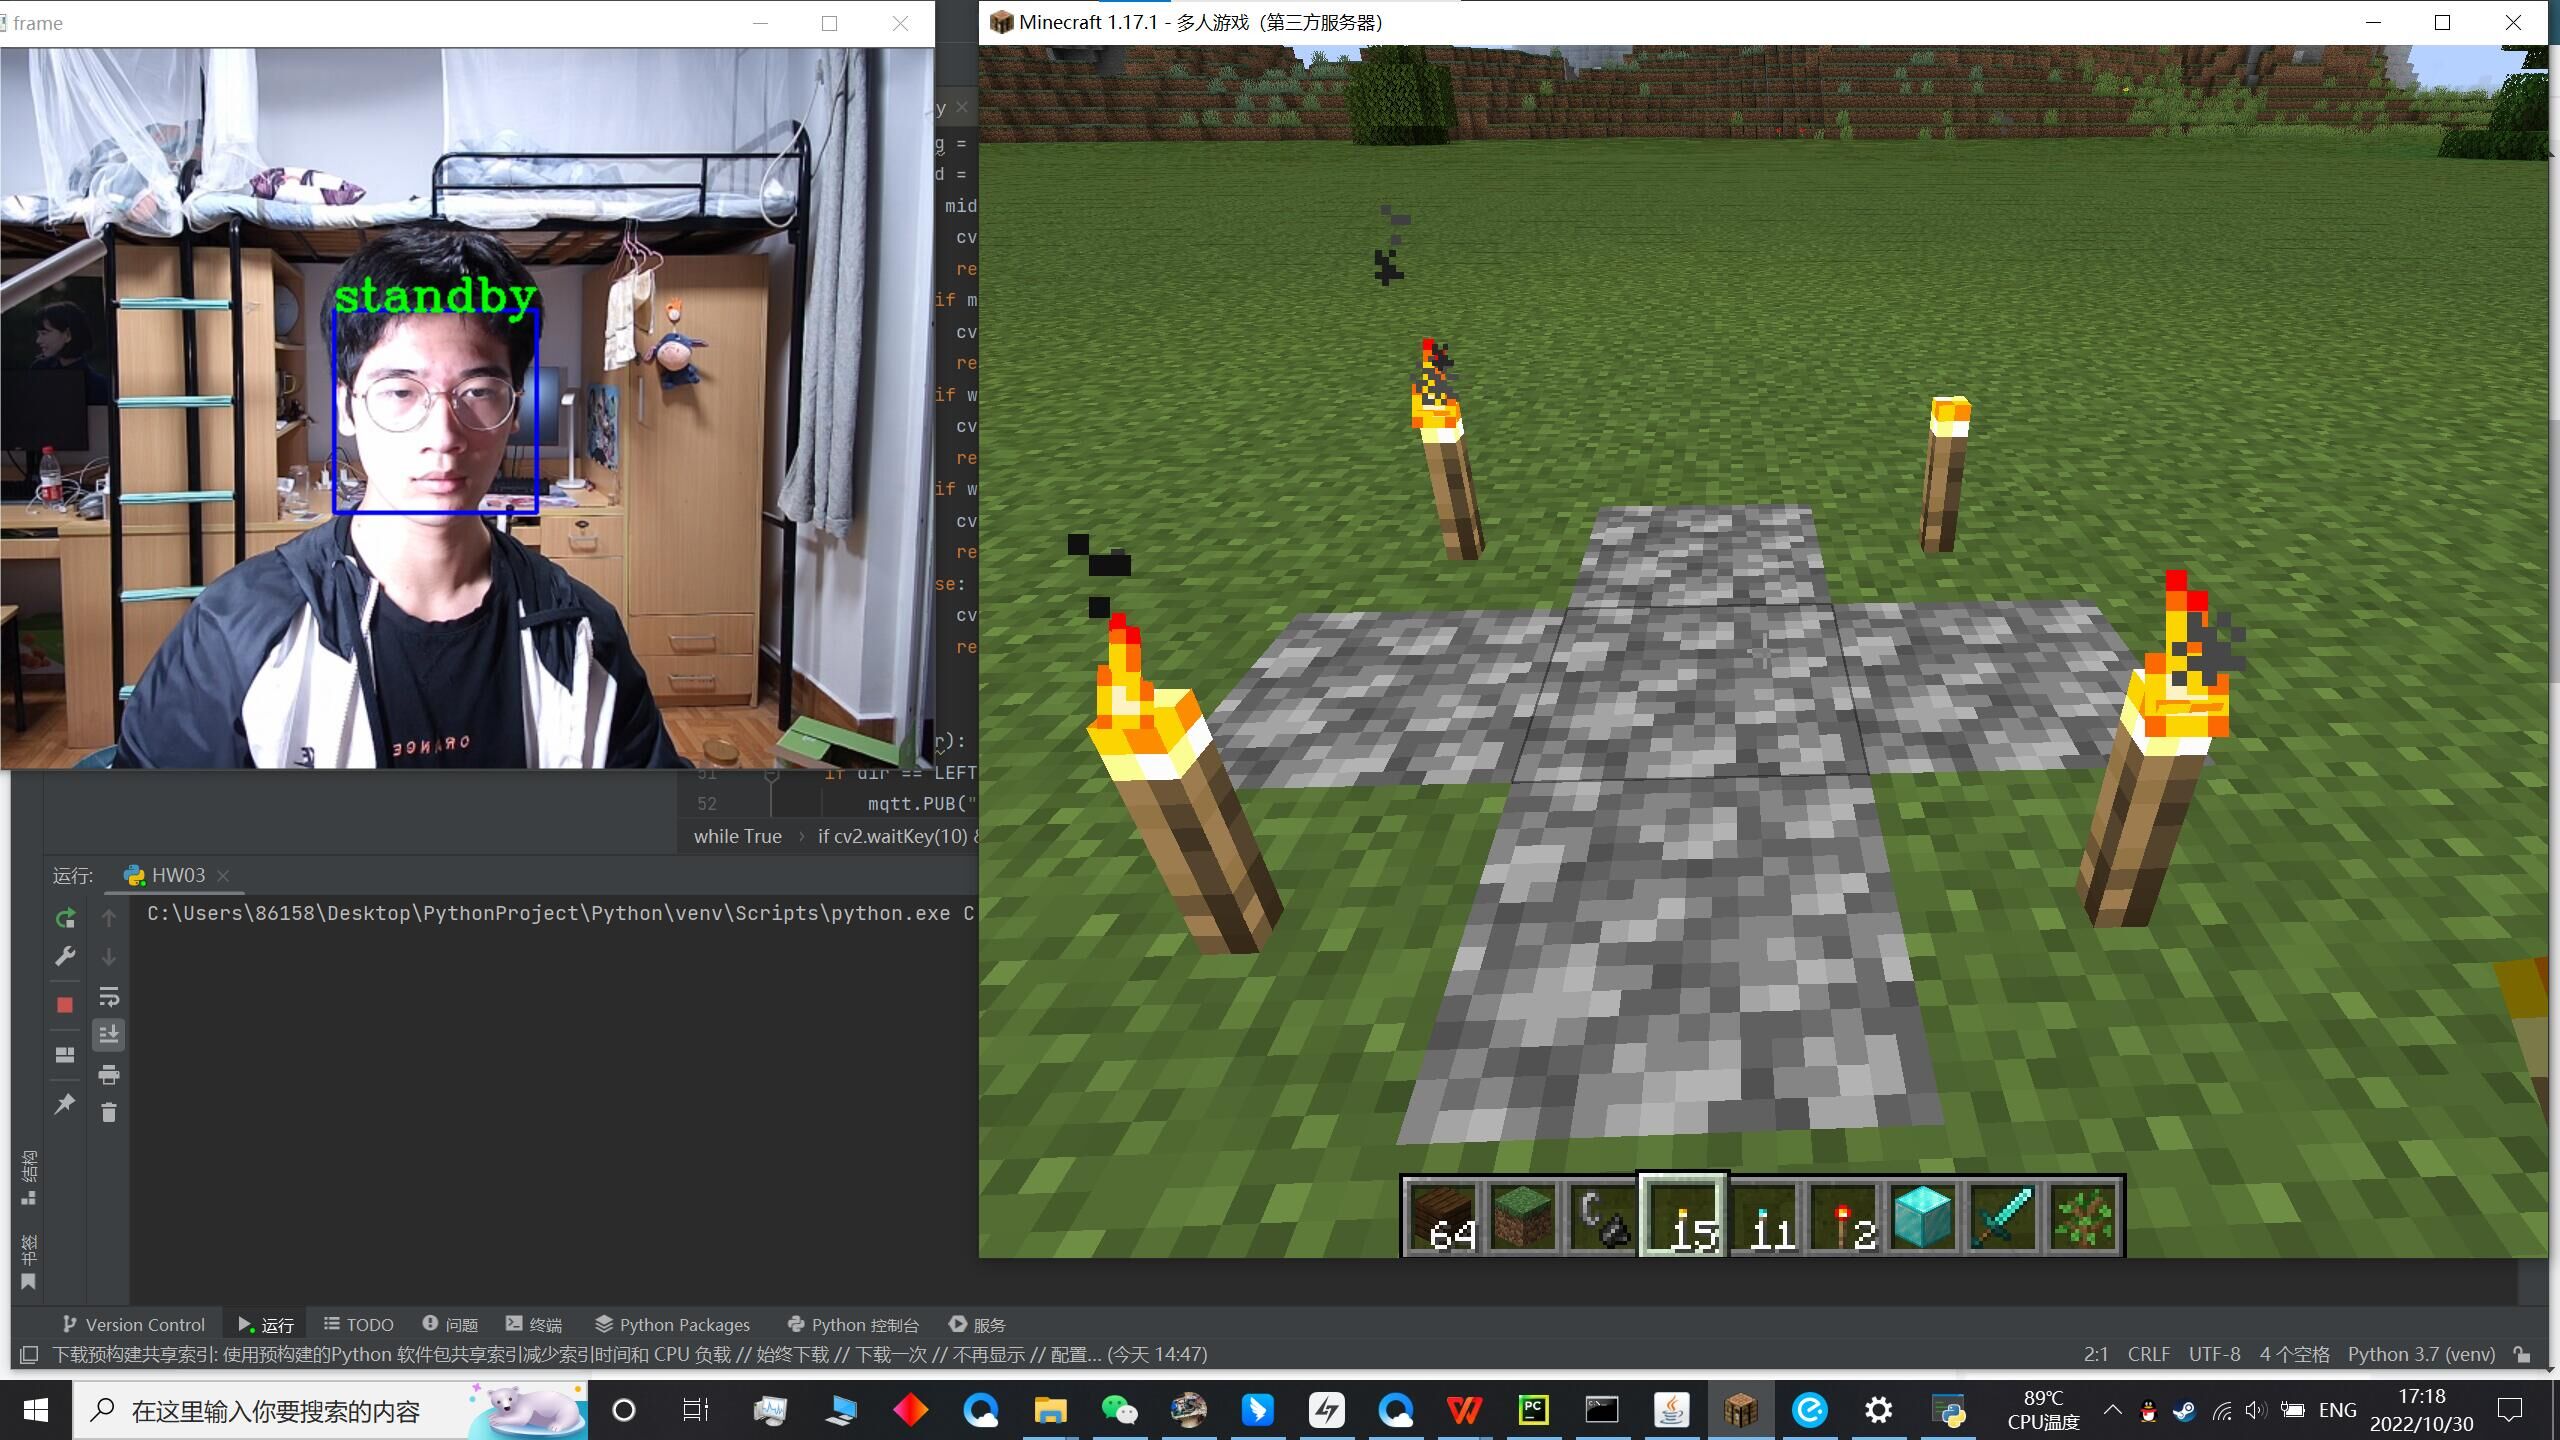 frame
standby
ORANGE
y
g =
d =
mid
cv
re
if m
cv
re
if w
cv
re
if w
cv
re
se:
cv
re
r):
51 if dir == LEFT
52 mqtt.PUB("
while True › if cv2.waitKey(10) &
Minecraft 1.17.1 - 多人游戏（第三方服务器）
64 15 11 2
运行: HW03
C:\Users\86158\Desktop\PythonProject\Python\venv\Scripts\python.exe C
结构
书签
Version Control 运行 TODO 问题 终端 Python Packages Python 控制台 服务
下载预构建共享索引: 使用预构建的Python 软件包共享索引减少索引时间和 CPU 负载 // 始终下载 // 下载一次 // 不再显示 // 配置... (今天 14:47)
2:1 CRLF UTF-8 4 个空格 Python 3.7 (venv)
在这里输入你要搜索的内容
PC
89℃
CPU温度
ENG
17:18
2022/10/30